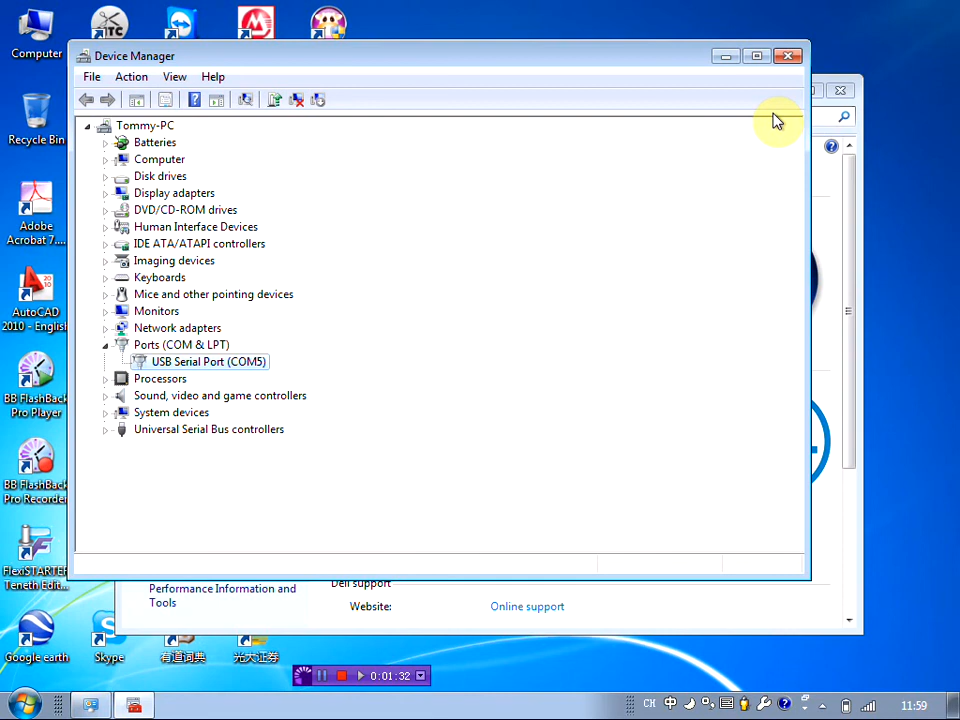 Computer
Recycle Bin
Adobe
Acrobat 7....
AutoCAD
2010 - English
BB FlashBack
Pro Player
BB FlashBack
Pro Recorder
FlexiSTARTER
Teneth Edit...
Google earth
Skype
有道词典
光大证券
iTC
Device Manager
File Action View Help
Tommy-PC
Batteries
Computer
Disk drives
Display adapters
DVD/CD-ROM drives
Human Interface Devices
IDE ATA/ATAPI controllers
Imaging devices
Keyboards
Mice and other pointing devices
Monitors
Network adapters
Ports (COM & LPT)
USB Serial Port (COM5)
Processors
Sound, video and game controllers
System devices
Universal Serial Bus controllers
Performance Information and
Tools
Dell support
Website: Online support
0:01:32
CH 中 11:59